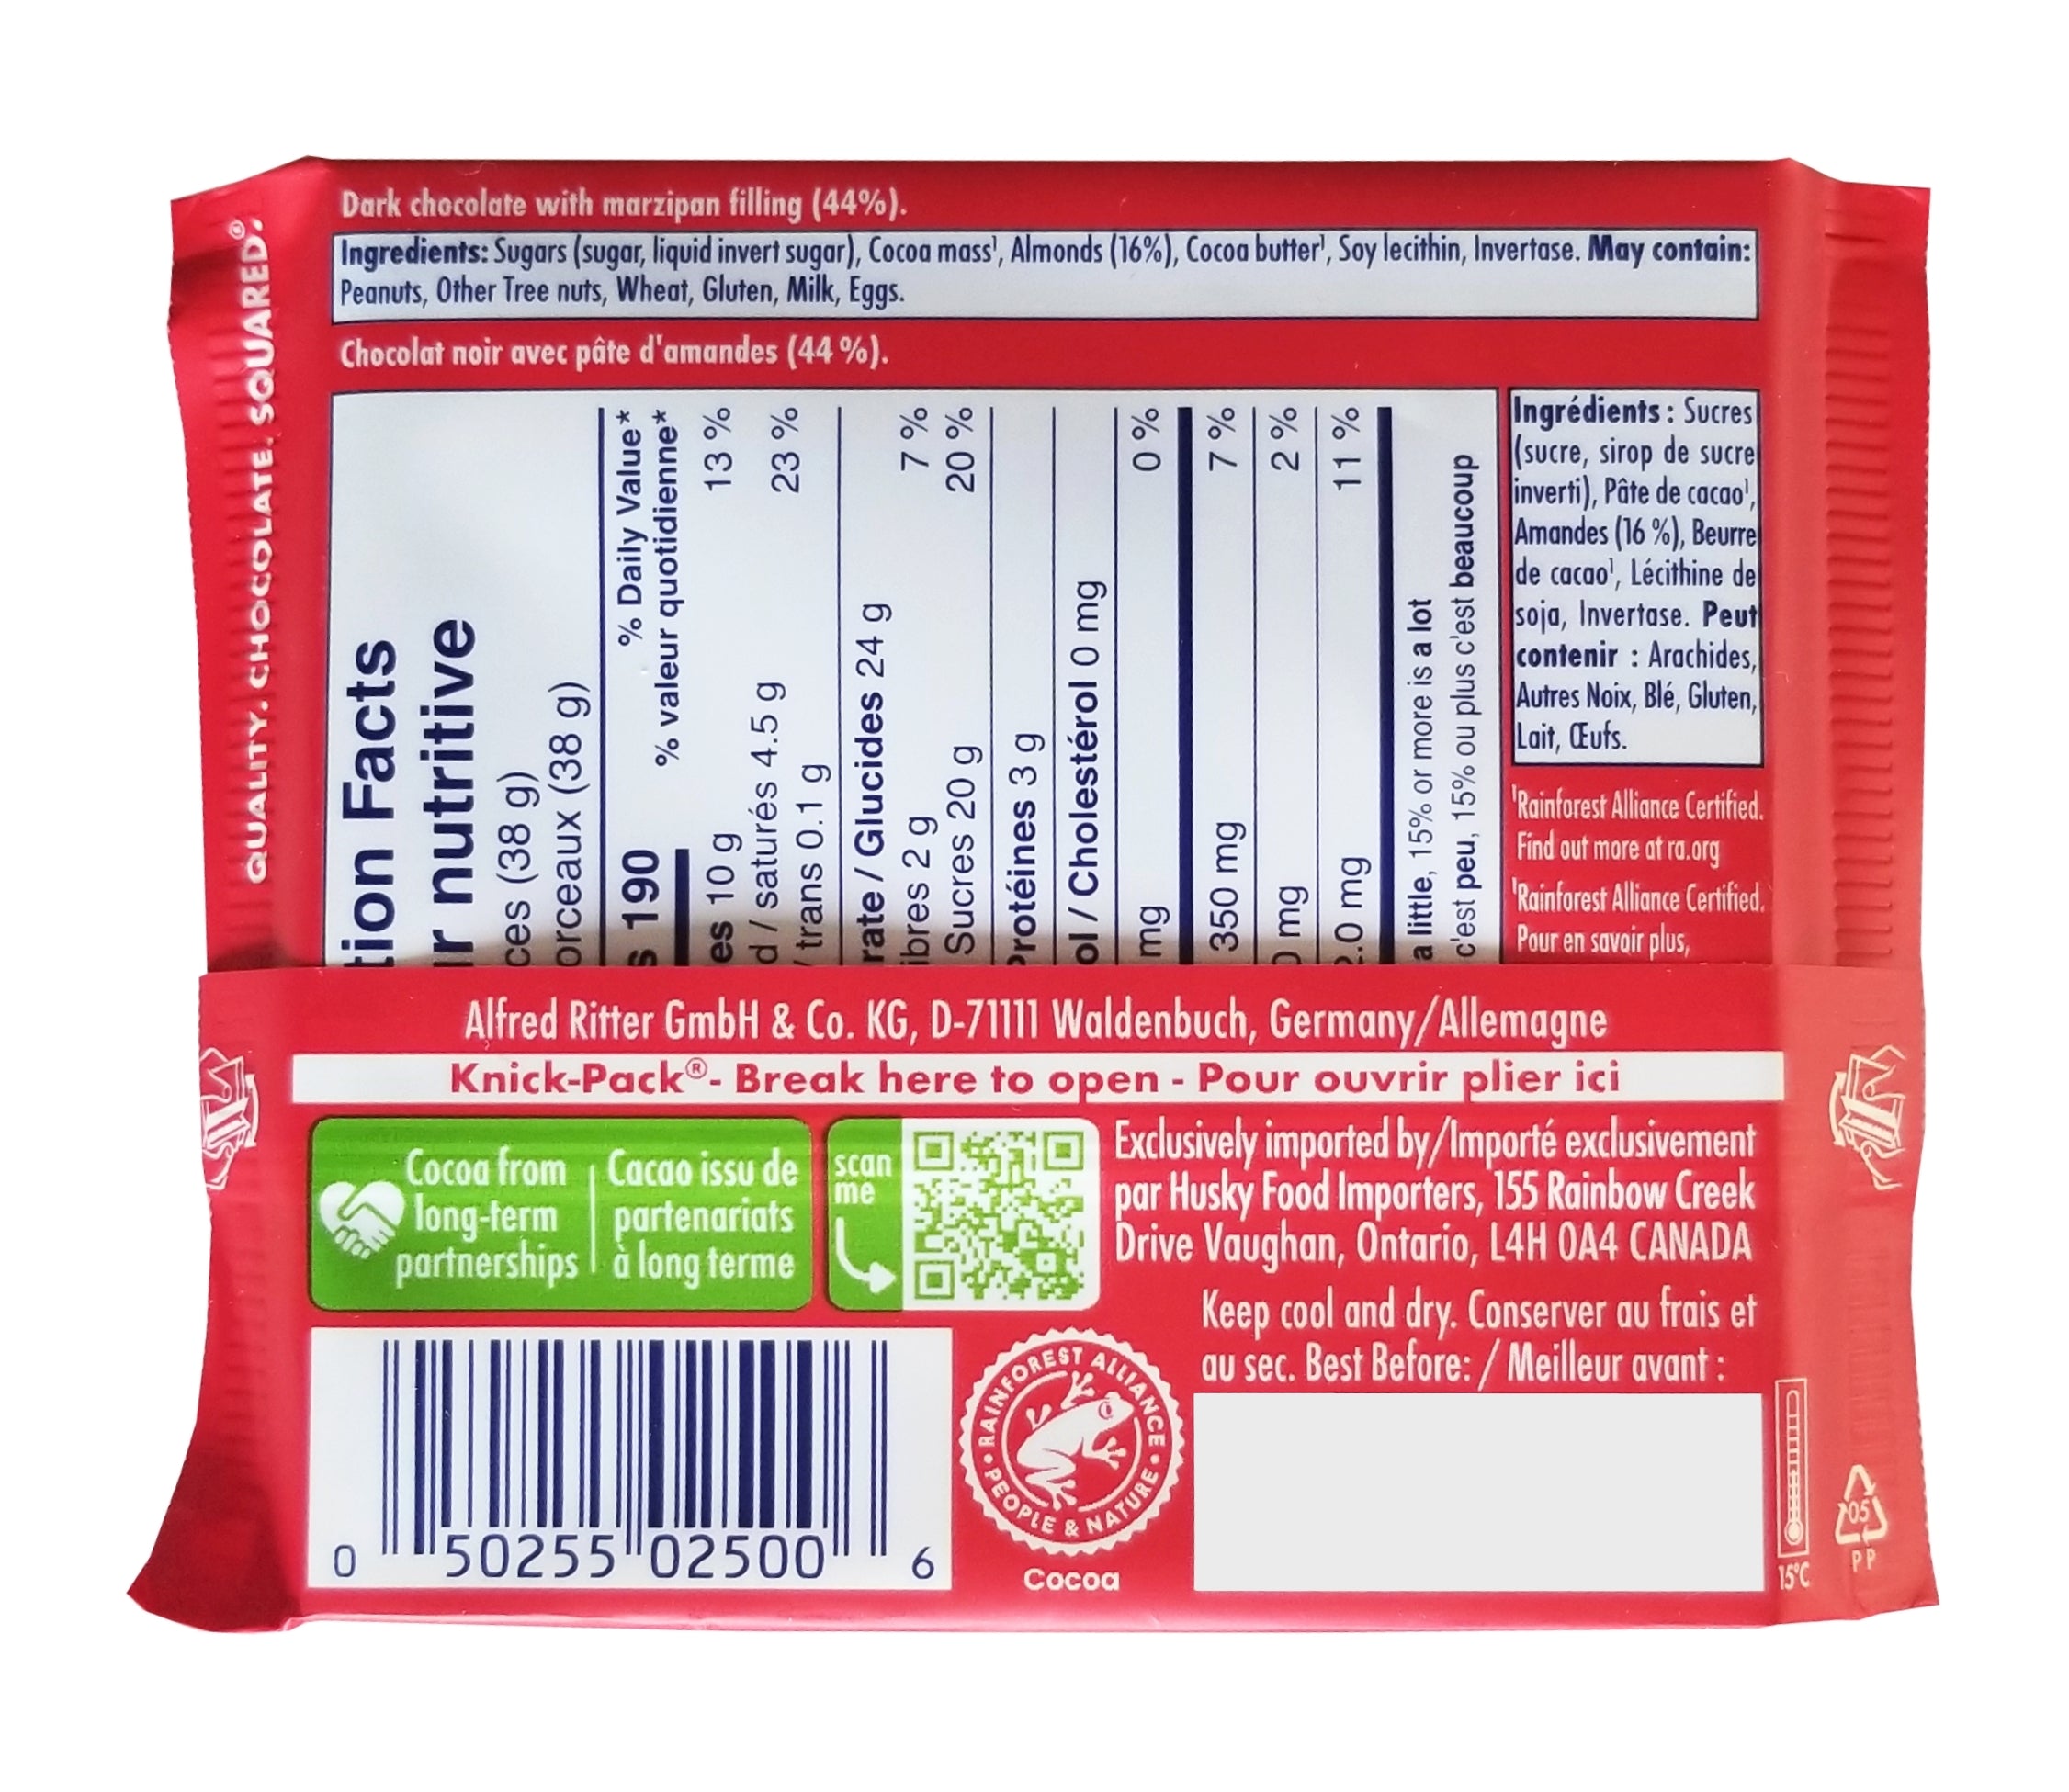 QUALITY. CHOCOLATE. SQUARED.®
Dark chocolate with marzipan filling (44%).
Ingredients: Sugars (sugar, liquid invert sugar), Cocoa mass¹, Almonds (16%), Cocoa butter¹, Soy lecithin, Invertase. May contain:
Peanuts, Other Tree nuts, Wheat, Gluten, Milk, Eggs.
Chocolat noir avec pâte d'amandes (44 %).
tion Facts
r nutritive
ces (38 g)
orceaux (38 g)
s 190 % Daily Value*
% valeur quotidienne*
es 10 g 13 %
d / saturés 4.5 g
/ trans 0.1 g 23 %
rate / Glucides 24 g
ibres 2 g 7 %
Sucres 20 g 20 %
Protéines 3 g
ol / Cholestérol 0 mg
mg 0 %
350 mg 7 %
0 mg 2 %
2.0 mg 11 %
a little, 15% or more is a lot
c'est peu, 15% ou plus c'est beaucoup
Ingrédients : Sucres
(sucre, sirop de sucre
inverti), Pâte de cacao¹,
Amandes (16 %), Beurre
de cacao¹, Lécithine de
soja, Invertase. Peut
contenir : Arachides,
Autres Noix, Blé, Gluten,
Lait, Œufs.
¹Rainforest Alliance Certified.
Find out more at ra.org
¹Rainforest Alliance Certified.
Pour en savoir plus,
Alfred Ritter GmbH & Co. KG, D-71111 Waldenbuch, Germany/Allemagne
Knick-Pack®- Break here to open - Pour ouvrir plier ici
Cocoa from
long-term
partnerships
Cacao issu de
partenariats
à long terme
scan
me
Exclusively imported by/Importé exclusivement
par Husky Food Importers, 155 Rainbow Creek
Drive Vaughan, Ontario, L4H 0A4 CANADA
Keep cool and dry. Conserver au frais et
au sec. Best Before: / Meilleur avant :
0 50255 02500 6
RAINFOREST ALLIANCE
PEOPLE & NATURE
Cocoa
15°C
05
PP